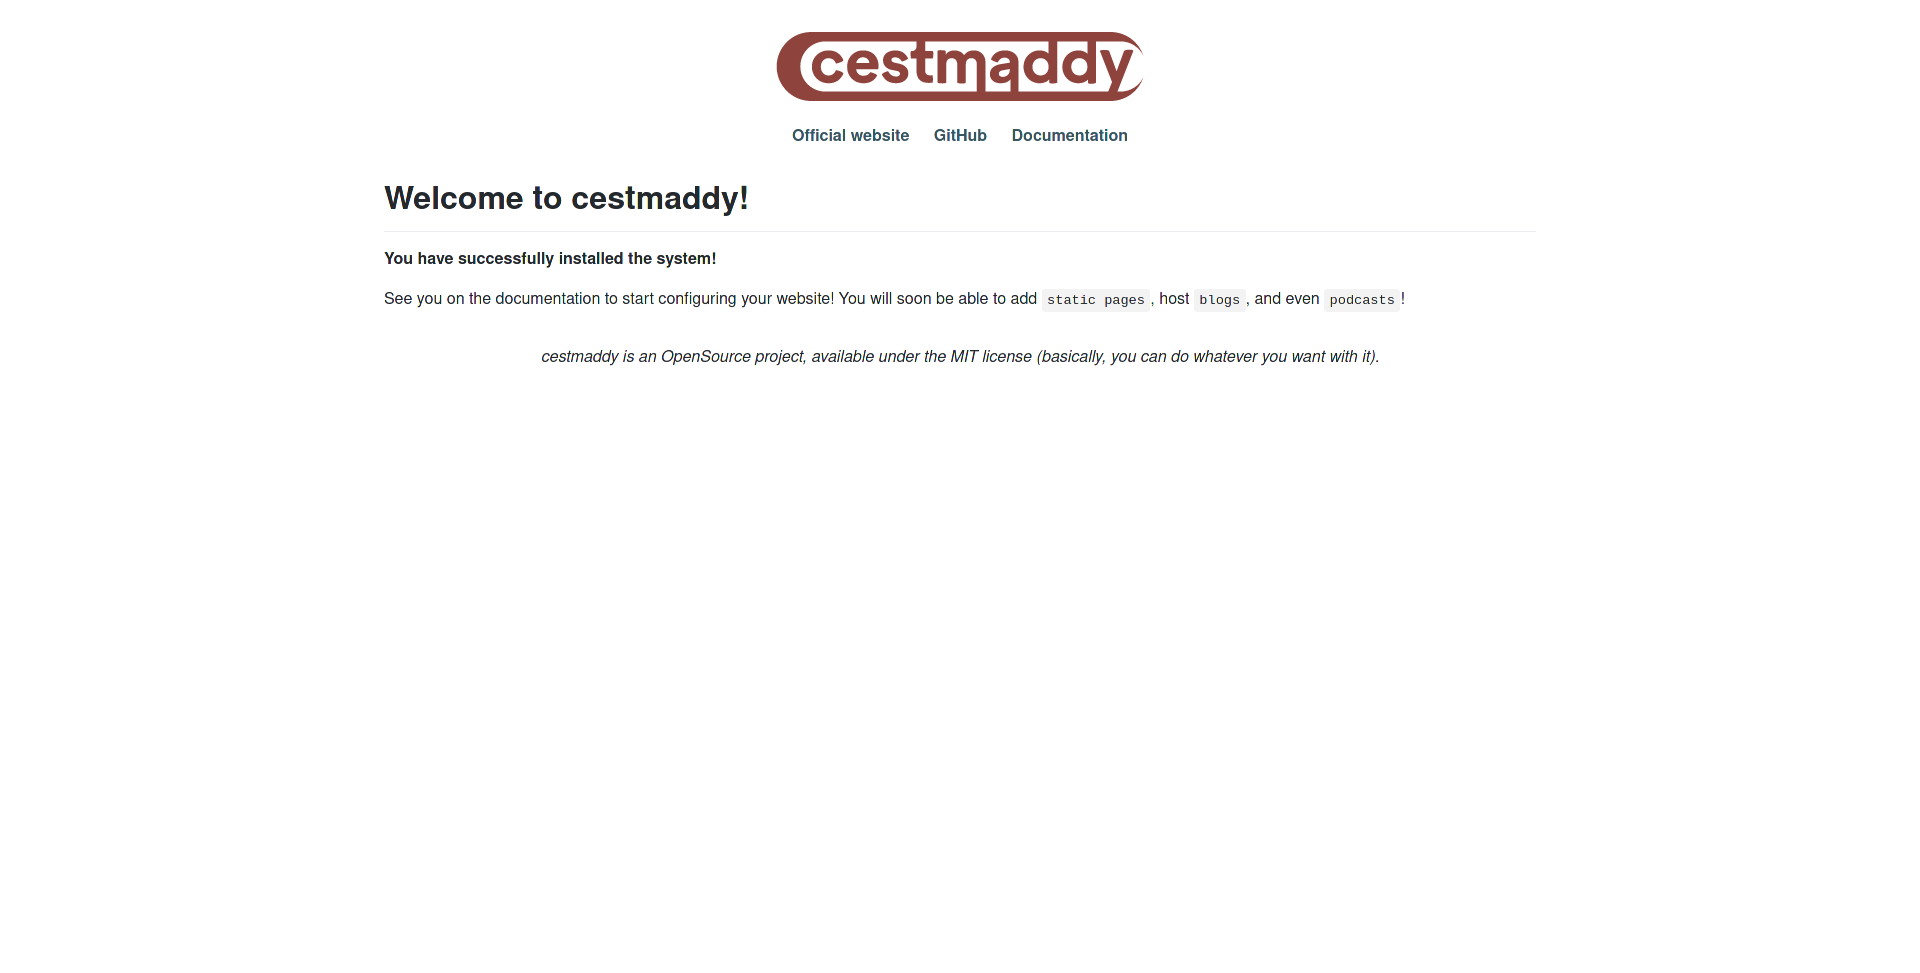 cestmaddy
Official website GitHub Documentation
Welcome to cestmaddy!
You have successfully installed the system!
See you on the documentation to start configuring your website! You will soon be able to add static pages, host blogs, and even podcasts!
cestmaddy is an OpenSource project, available under the MIT license (basically, you can do whatever you want with it).